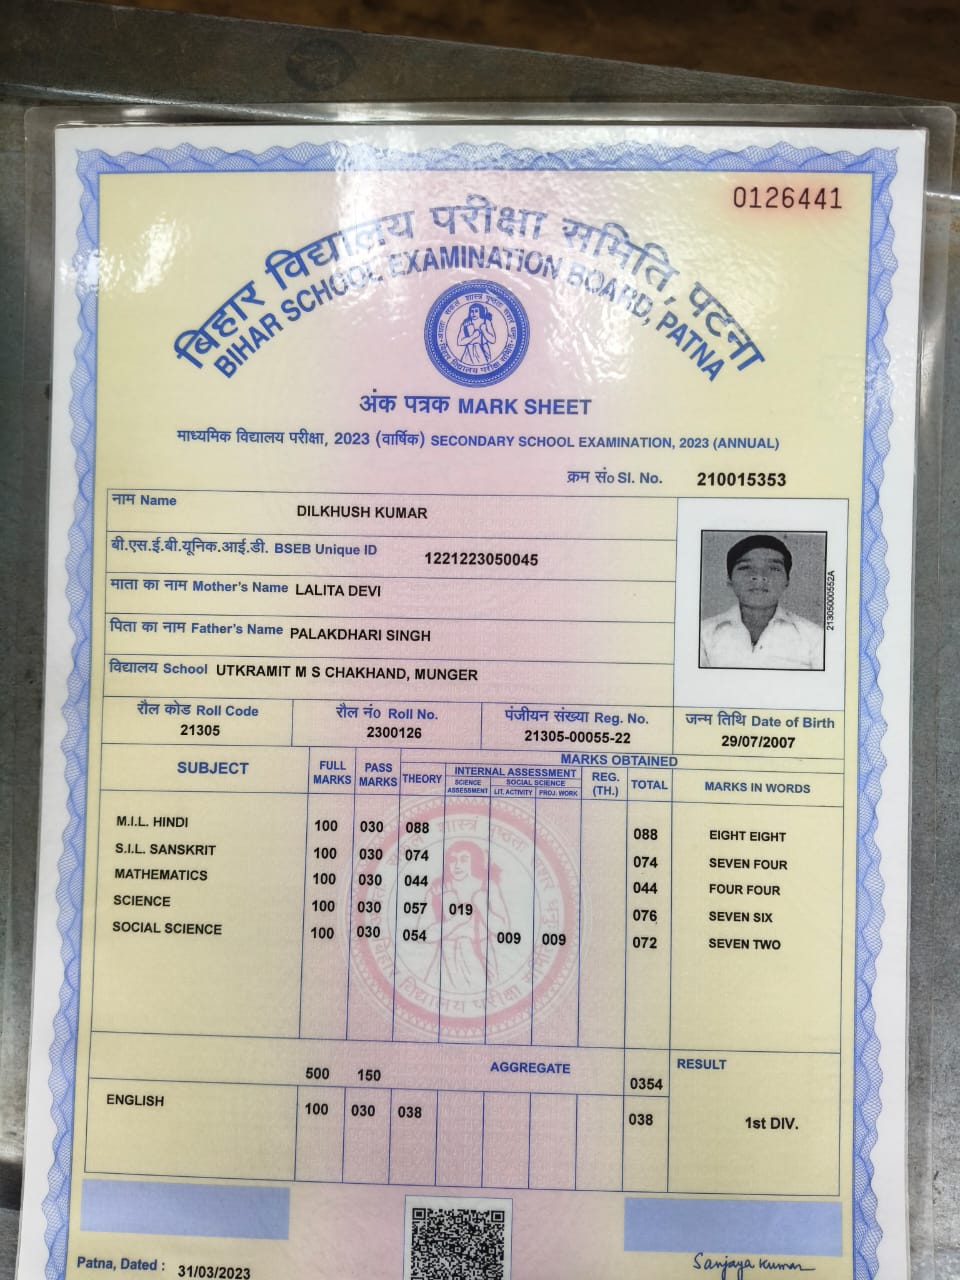 0126441
बिहार विद्यालय परीक्षा समिति, पटना
BIHAR SCHOOL EXAMINATION BOARD, PATNA
अंक पत्रक MARK SHEET
माध्यमिक विद्यालय परीक्षा, 2023 (वार्षिक) SECONDARY SCHOOL EXAMINATION, 2023 (ANNUAL)
क्रम सं० Sl. No. 210015353
नाम Name DILKHUSH KUMAR
बी.एस.ई.बी.यूनिक.आई.डी. BSEB Unique ID 1221223050045
माता का नाम Mother's Name LALITA DEVI
पिता का नाम Father's Name PALAKDHARI SINGH
विद्यालय School UTKRAMIT M S CHAKHAND, MUNGER
21305000552A
रौल कोड Roll Code रौल नं० Roll No. पंजीयन संख्या Reg. No. जन्म तिथि Date of Birth
21305 2300126 21305-00055-22 29/07/2007
SUBJECT FULL MARKS PASS MARKS MARKS OBTAINED
THEORY INTERNAL ASSESSMENT REG. (TH.) TOTAL MARKS IN WORDS
SCIENCE ASSESSMENT SOCIAL SCIENCE
LIT. ACTIVITY PROJ. WORK
M.I.L. HINDI 100 030 088 088 EIGHT EIGHT
S.I.L. SANSKRIT 100 030 074 074 SEVEN FOUR
MATHEMATICS 100 030 044 044 FOUR FOUR
SCIENCE 100 030 057 019 076 SEVEN SIX
SOCIAL SCIENCE 100 030 054 009 009 072 SEVEN TWO
500 150 AGGREGATE 0354 RESULT
ENGLISH 100 030 038 038 1st DIV.
Patna, Dated : 31/03/2023
Sanjaya Kumar